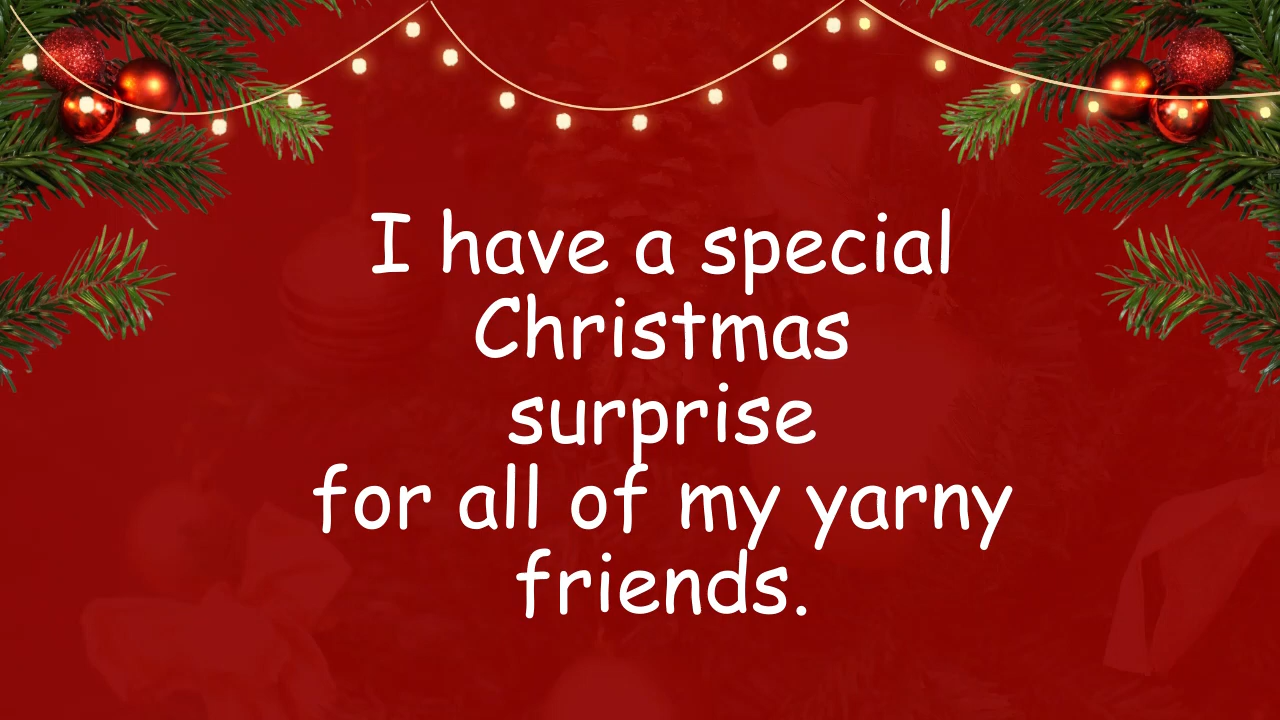 I have a special
Christmas
surprise
for all of my yarny
friends.